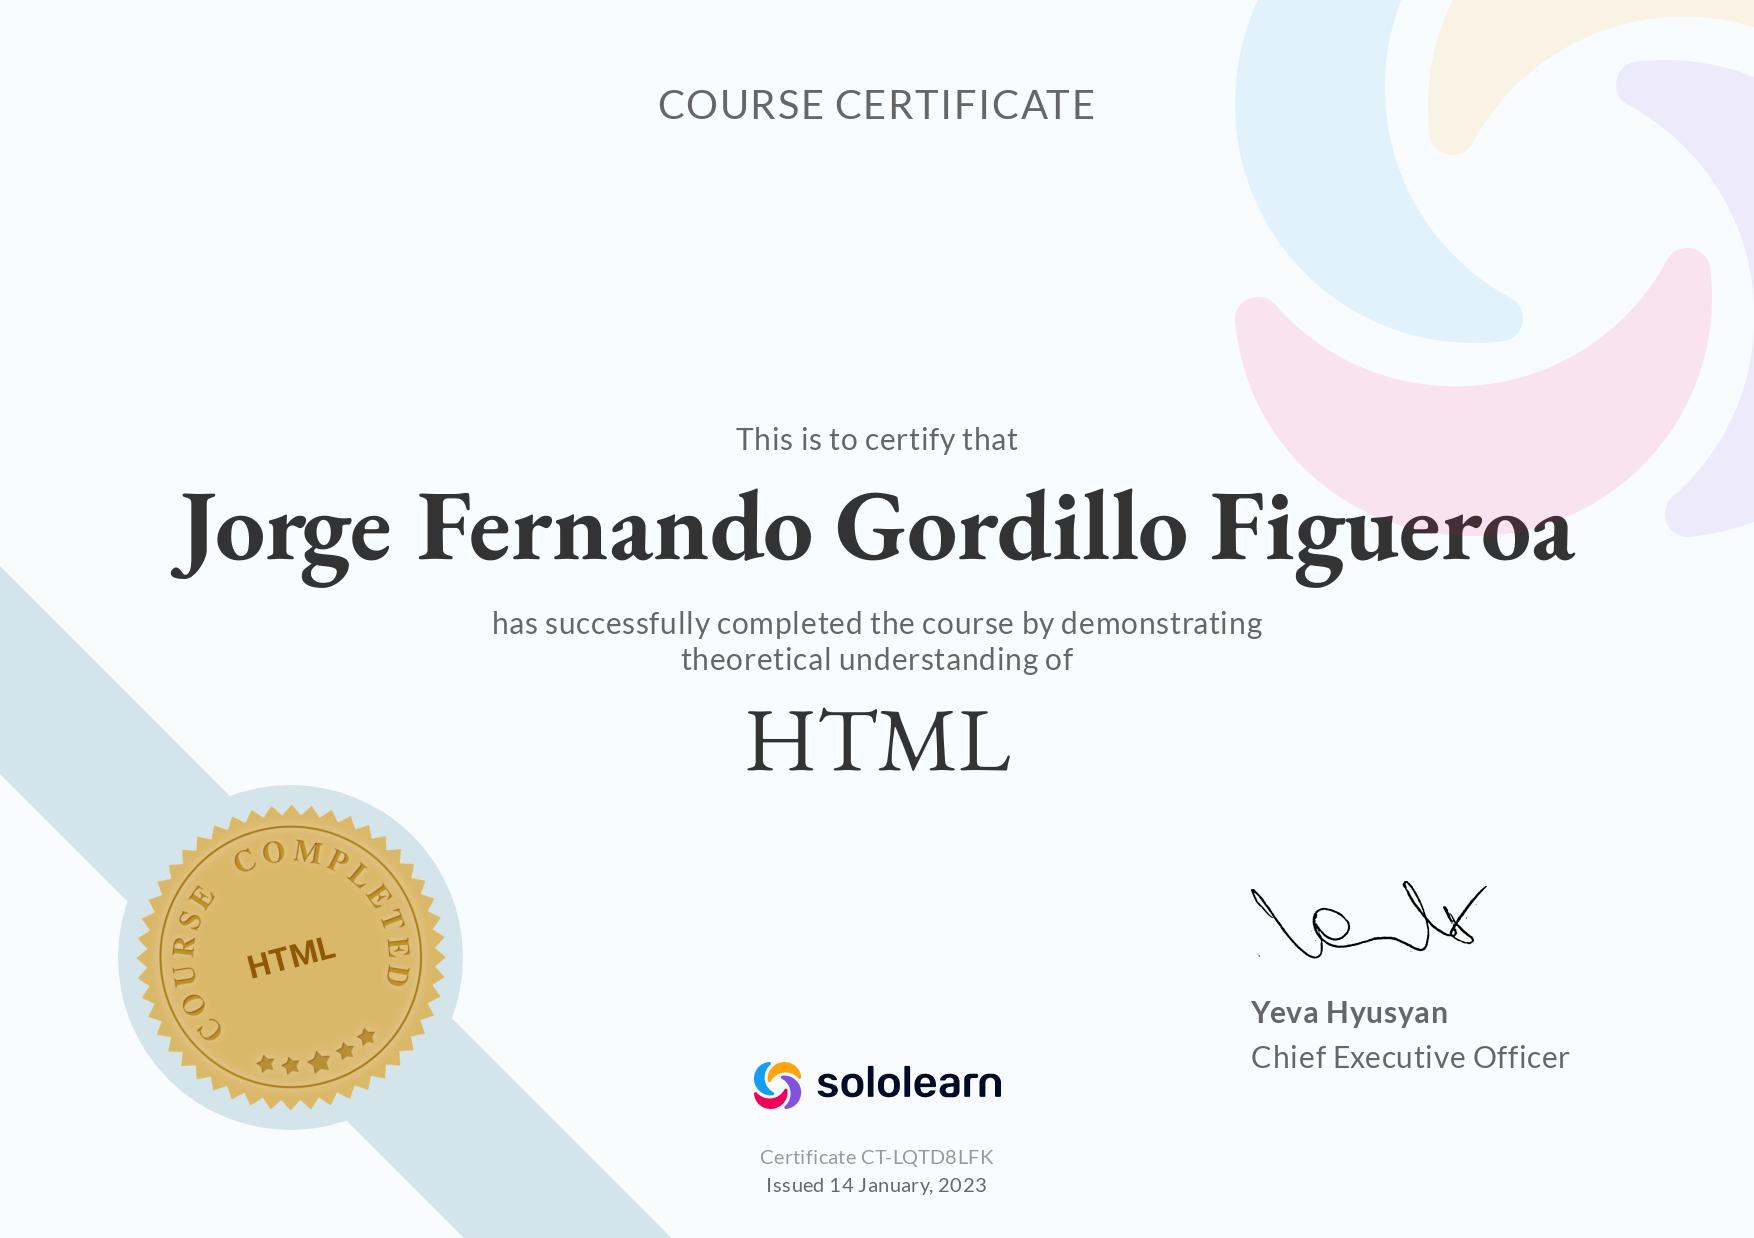 COURSE CERTIFICATE
This is to certify that
Jorge Fernando Gordillo Figueroa
has successfully completed the course by demonstrating
theoretical understanding of
HTML
COURSE COMPLETED
HTML
Yeva Hyusyan
Chief Executive Officer
sololearn
Certificate CT-LQTD8LFK
Issued 14 January, 2023